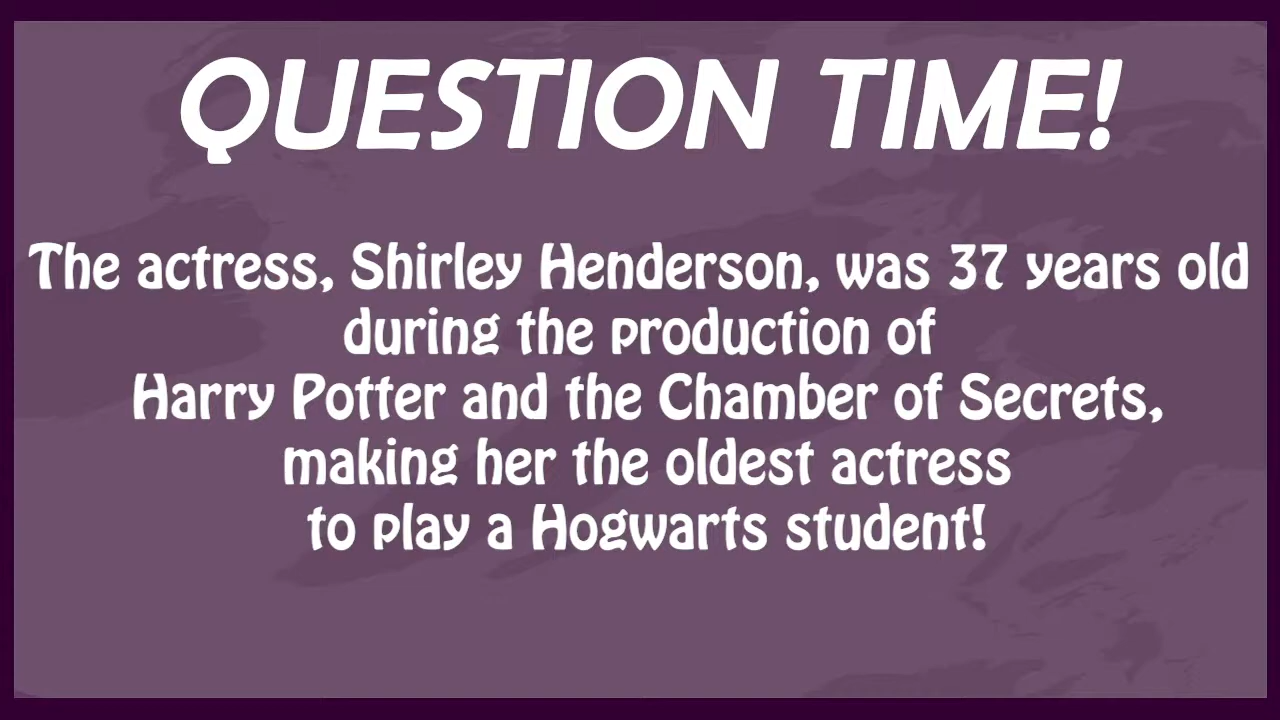 QUESTION TIME!
The actress, Shirley Henderson, was 37 years old
during the production of
Harry Potter and the Chamber of Secrets,
making her the oldest actress
to play a Hogwarts student!